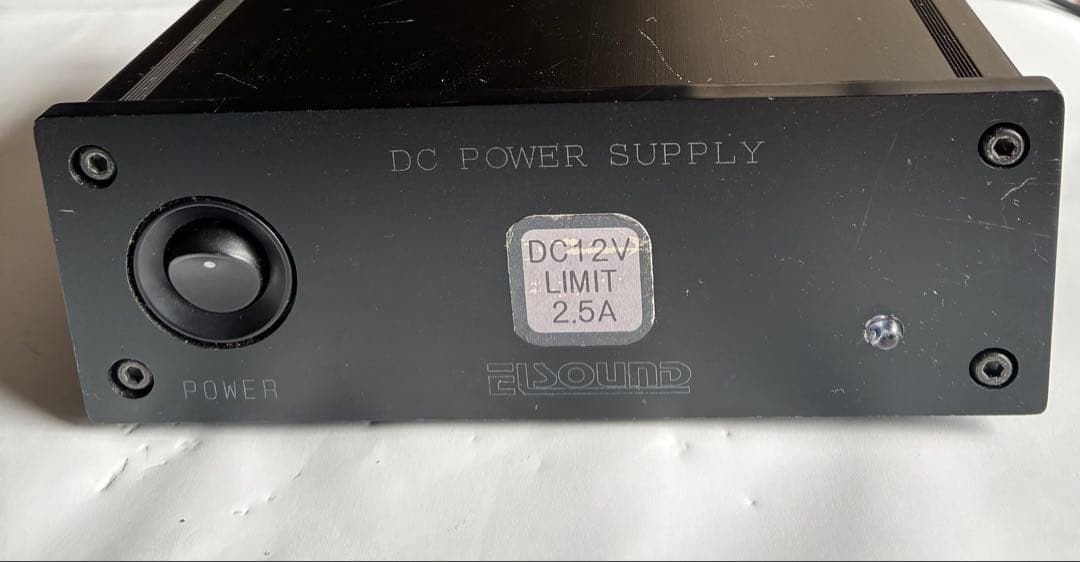 DC POWER SUPPLY
DC12V
LIMIT
2.5A
POWER
ELSOUND